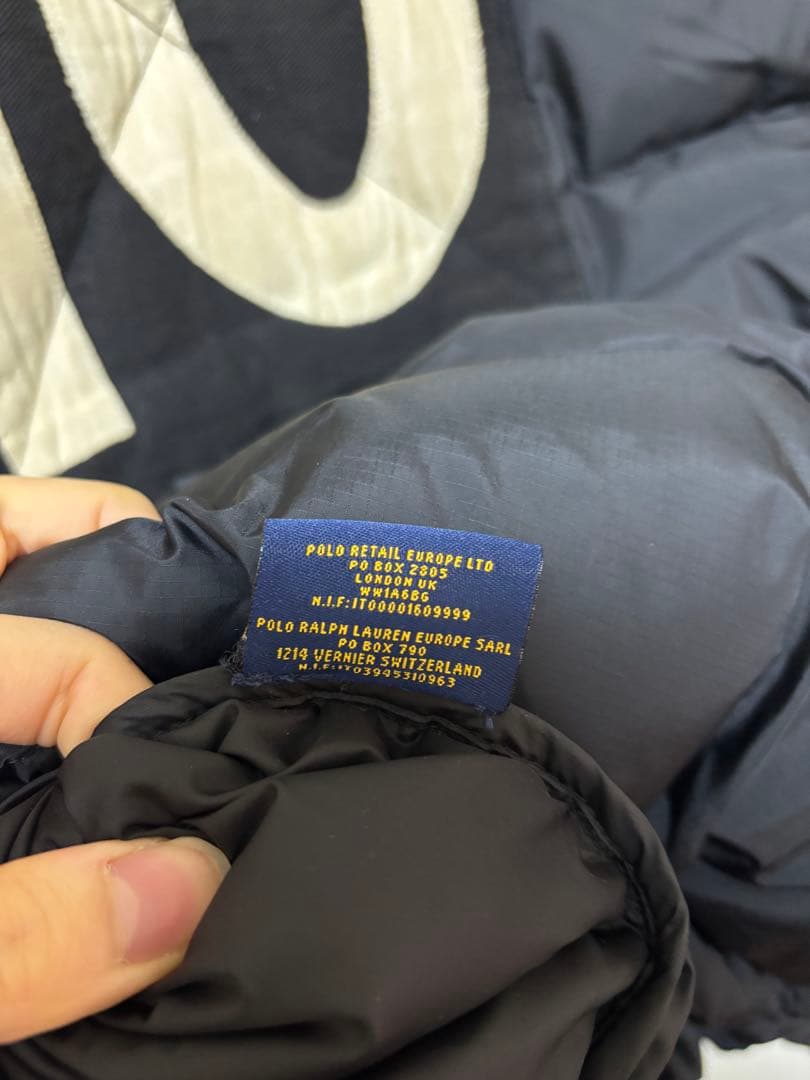 POLO RETAIL EUROPE LTD
PO BOX 2805
LONDON UK
WW1A6BG
N.I.F:IT00001609999
POLO RALPH LAUREN EUROPE SARL
PO BOX 790
1214 VERNIER SWITZERLAND
N.I.F:IT03945310963